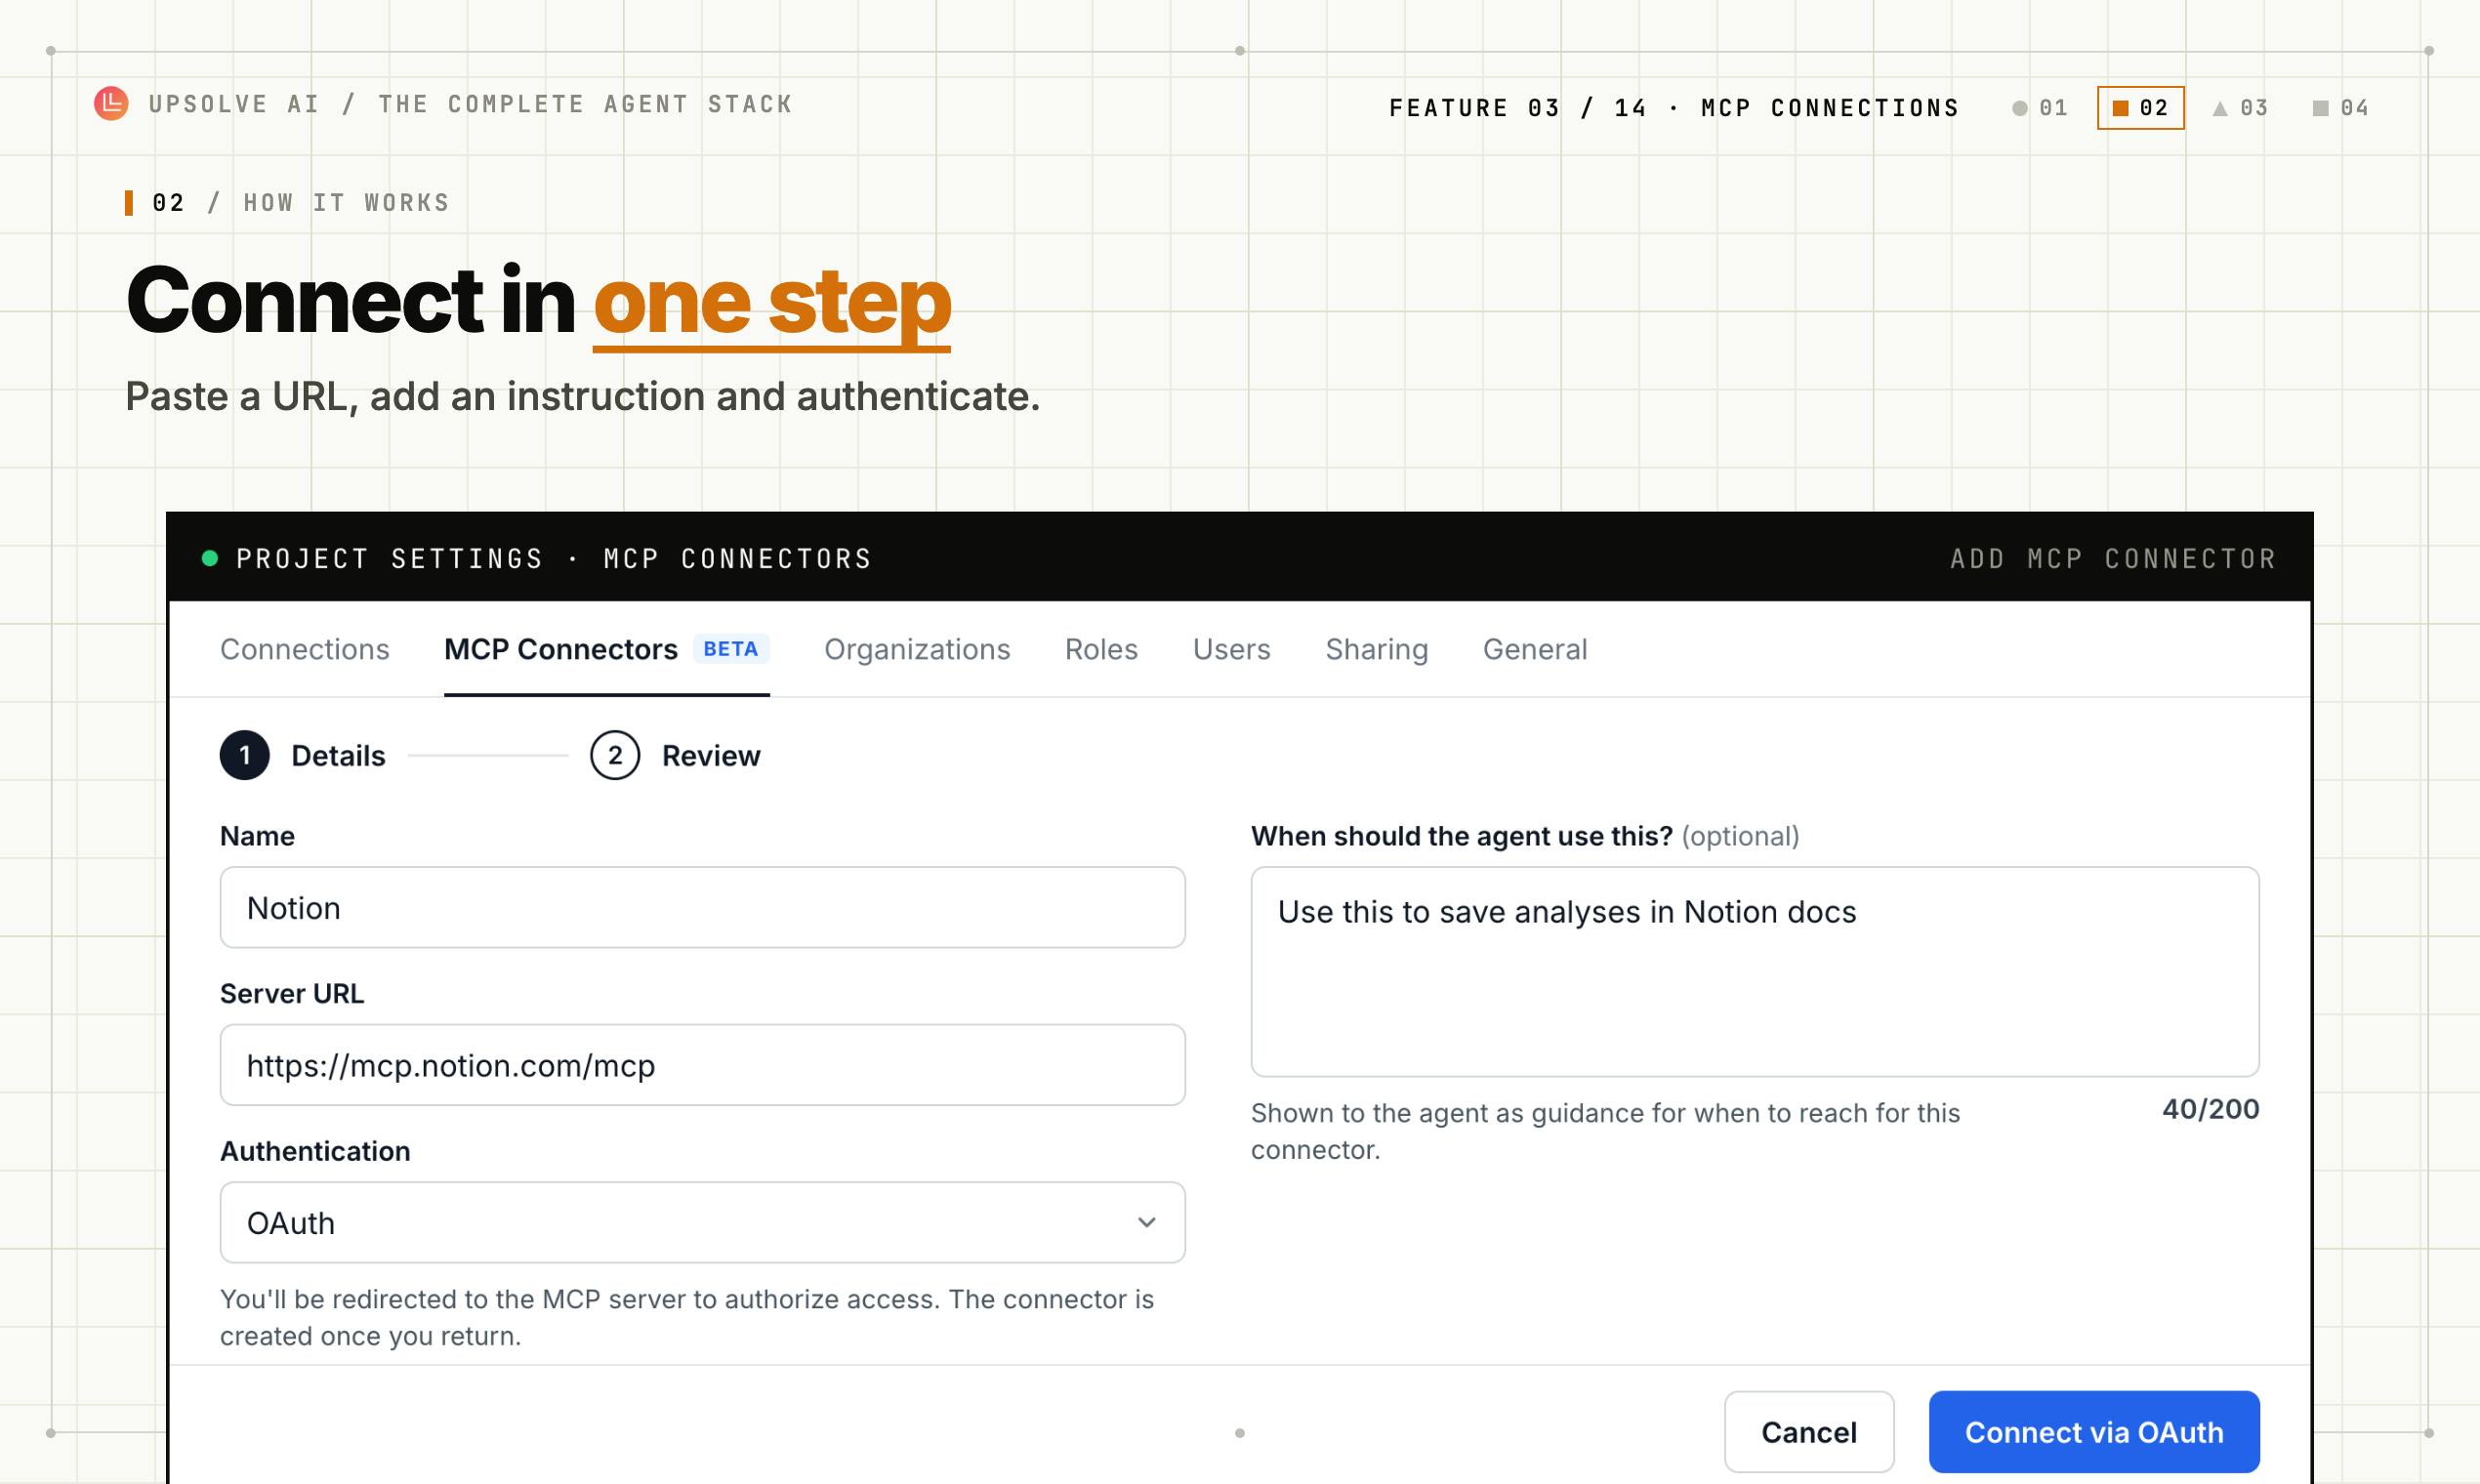 UPSOLVE AI / THE COMPLETE AGENT STACK
FEATURE 03 / 14 · MCP CONNECTIONS
01
02
03
04
02 / HOW IT WORKS
Connect in one step
Paste a URL, add an instruction and authenticate.
PROJECT SETTINGS · MCP CONNECTORS
ADD MCP CONNECTOR
Connections
MCP Connectors BETA
Organizations
Roles
Users
Sharing
General
1 Details
2 Review
Name
Notion
Server URL
https://mcp.notion.com/mcp
Authentication
OAuth
You'll be redirected to the MCP server to authorize access. The connector is
created once you return.
When should the agent use this? (optional)
Use this to save analyses in Notion docs
Shown to the agent as guidance for when to reach for this
connector.
40/200
Cancel
Connect via OAuth